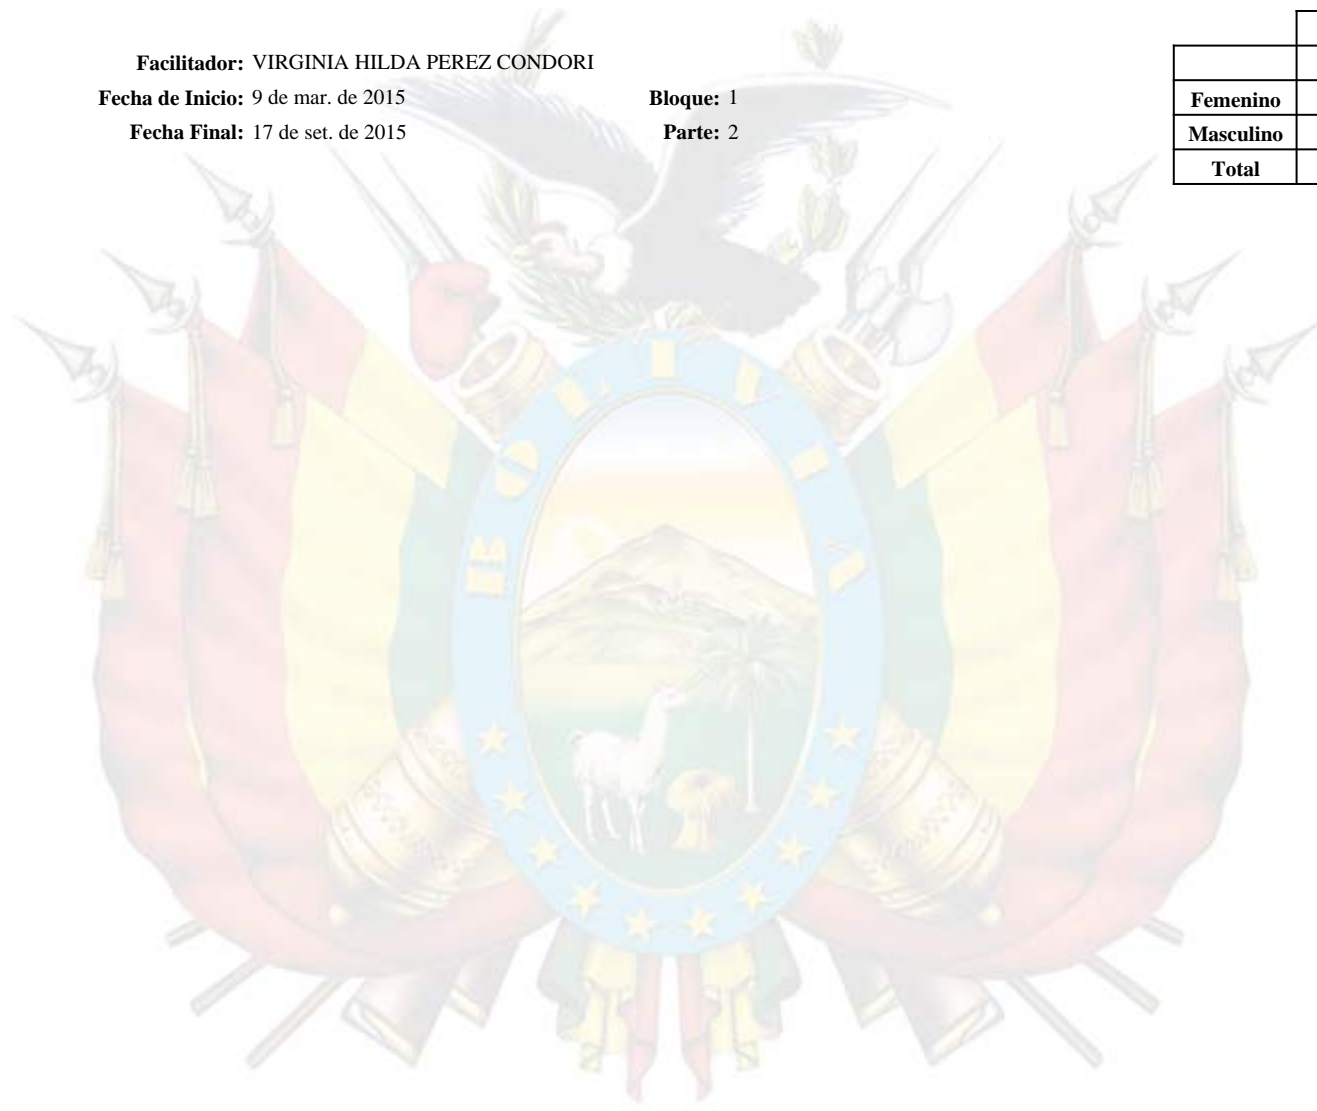 Facilitador: VIRGINIA HILDA PEREZ CONDORI
Fecha de Inicio: 9 de mar. de 2015 Bloque: 1
Fecha Final: 17 de set. de 2015 Parte: 2
Femenino
Masculino
Total
BOLIVIA